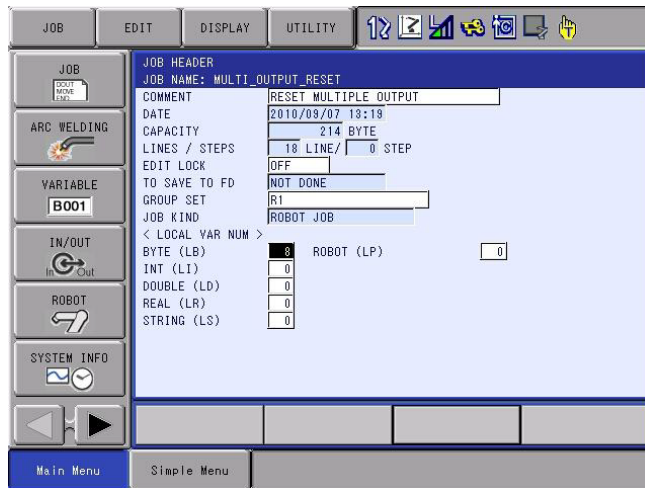 JOB EDIT DISPLAY UTILITY
JOB
DOUT
MOVE
END
ARC WELDING
VARIABLE
B001
IN/OUT
In Out
ROBOT
SYSTEM INFO
JOB HEADER
JOB NAME: MULTI_OUTPUT_RESET
COMMENT RESET MULTIPLE OUTPUT
DATE 2010/09/07 13:19
CAPACITY 214 BYTE
LINES / STEPS 18 LINE/ 0 STEP
EDIT LOCK OFF
TO SAVE TO FD NOT DONE
GROUP SET R1
JOB KIND ROBOT JOB
< LOCAL VAR NUM >
BYTE (LB) 8 ROBOT (LP) 0
INT (LI) 0
DOUBLE (LD) 0
REAL (LR) 0
STRING (LS) 0
Main Menu Simple Menu